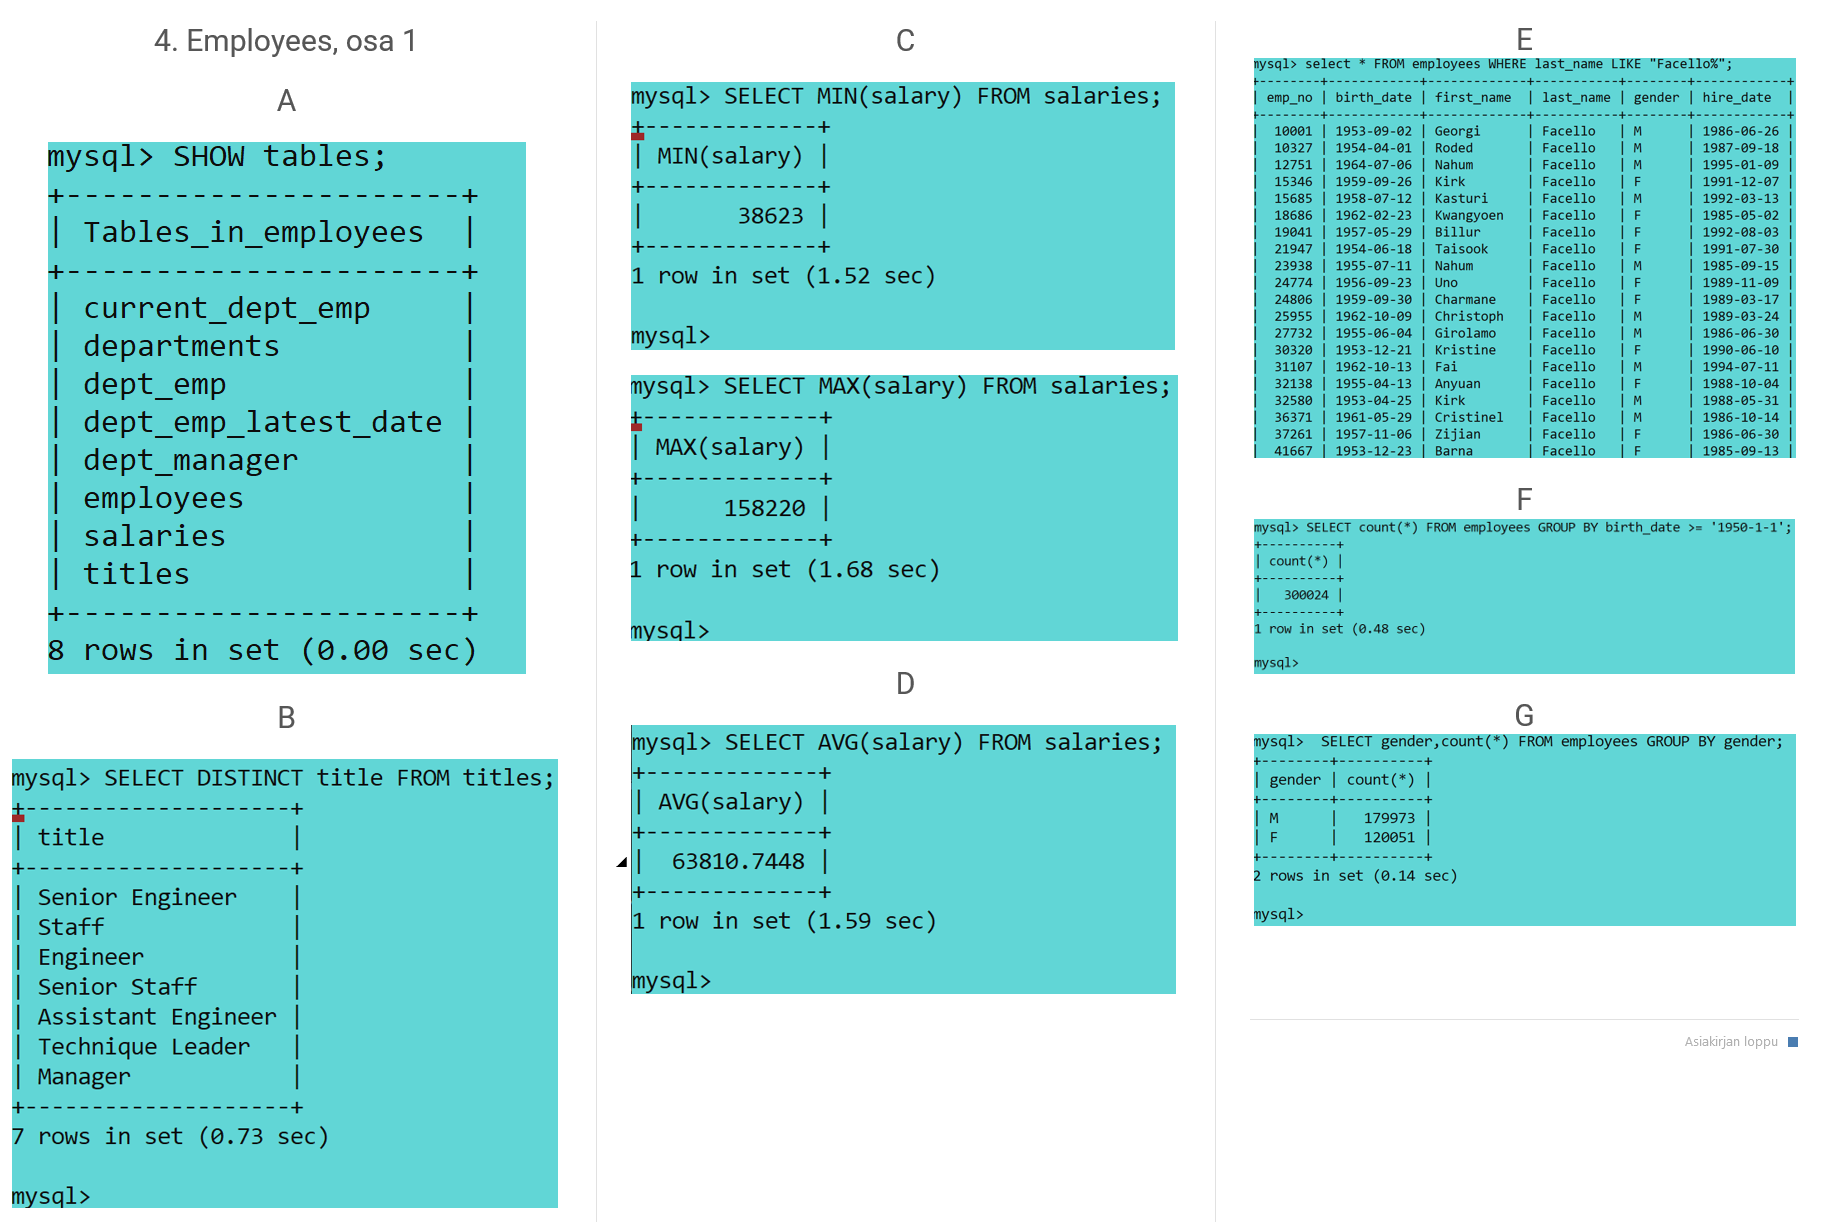 4. Employees, osa 1
A
mysql> SHOW tables;
+----------------------+
| Tables_in_employees  |
+----------------------+
| current_dept_emp     |
| departments          |
| dept_emp             |
| dept_emp_latest_date |
| dept_manager         |
| employees            |
| salaries             |
| titles               |
+----------------------+
8 rows in set (0.00 sec)
B
mysql> SELECT DISTINCT title FROM titles;
+--------------------+
| title              |
+--------------------+
| Senior Engineer    |
| Staff              |
| Engineer           |
| Senior Staff       |
| Assistant Engineer |
| Technique Leader   |
| Manager            |
+--------------------+
7 rows in set (0.73 sec)
mysql>
C
mysql> SELECT MIN(salary) FROM salaries;
+-------------+
| MIN(salary) |
+-------------+
|       38623 |
+-------------+
1 row in set (1.52 sec)
mysql>
mysql> SELECT MAX(salary) FROM salaries;
+-------------+
| MAX(salary) |
+-------------+
|      158220 |
+-------------+
1 row in set (1.68 sec)
mysql>
D
mysql> SELECT AVG(salary) FROM salaries;
+-------------+
| AVG(salary) |
+-------------+
|  63810.7448 |
+-------------+
1 row in set (1.59 sec)
mysql>
E
mysql> select * FROM employees WHERE last_name LIKE "Facello%";
+--------+------------+-------------+-----------+--------+------------+
| emp_no | birth_date | first_name  | last_name | gender | hire_date  |
+--------+------------+-------------+-----------+--------+------------+
|  10001 | 1953-09-02 | Georgi      | Facello   | M      | 1986-06-26 |
|  10327 | 1954-04-01 | Roded       | Facello   | M      | 1987-09-18 |
|  12751 | 1964-07-06 | Nahum       | Facello   | M      | 1995-01-09 |
|  15346 | 1959-09-26 | Kirk        | Facello   | F      | 1991-12-07 |
|  15685 | 1958-07-12 | Kasturi     | Facello   | M      | 1992-03-13 |
|  18686 | 1962-02-23 | Kwangyoen   | Facello   | F      | 1985-05-02 |
|  19041 | 1957-05-29 | Billur      | Facello   | F      | 1992-08-03 |
|  21947 | 1954-06-18 | Taisook     | Facello   | F      | 1991-07-30 |
|  23938 | 1955-07-11 | Nahum       | Facello   | M      | 1985-09-15 |
|  24774 | 1956-09-23 | Uno         | Facello   | F      | 1989-11-09 |
|  24806 | 1959-09-30 | Charmane    | Facello   | F      | 1989-03-17 |
|  25955 | 1962-10-09 | Christoph   | Facello   | M      | 1989-03-24 |
|  27732 | 1955-06-04 | Girolamo    | Facello   | M      | 1986-06-30 |
|  30320 | 1953-12-21 | Kristine    | Facello   | F      | 1990-06-10 |
|  31107 | 1962-10-13 | Fai         | Facello   | M      | 1994-07-11 |
|  32138 | 1955-04-13 | Anyuan      | Facello   | F      | 1988-10-04 |
|  32580 | 1953-04-25 | Kirk        | Facello   | M      | 1988-05-31 |
|  36371 | 1961-05-29 | Cristinel   | Facello   | M      | 1986-10-14 |
|  37261 | 1957-11-06 | Zijian      | Facello   | F      | 1986-06-30 |
|  41667 | 1953-12-23 | Barna       | Facello   | F      | 1985-09-13 |
F
mysql> SELECT count(*) FROM employees GROUP BY birth_date >= '1950-1-1';
+----------+
| count(*) |
+----------+
|   300024 |
+----------+
1 row in set (0.48 sec)
mysql>
G
mysql>  SELECT gender,count(*) FROM employees GROUP BY gender;
+--------+----------+
| gender | count(*) |
+--------+----------+
| M      |   179973 |
| F      |   120051 |
+--------+----------+
2 rows in set (0.14 sec)
mysql>
Asiakirjan loppu